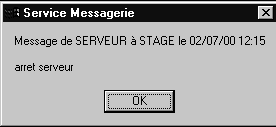 Service Messagerie
Message de SERVEUR à STAGE le 02/07/00 12:15
arret serveur
OK